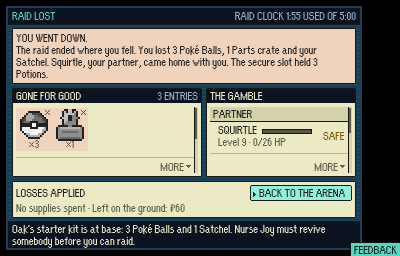 RAID LOST
RAID CLOCK 1:55 USED OF 5:00
YOU WENT DOWN.
The raid ended where you fell. You lost 3 Poké Balls, 1 Parts crate and your
Satchel. Squirtle, your partner, came home with you. The secure slot held 3
Potions.
GONE FOR GOOD
3 ENTRIES
×3
×1
MORE
THE GAMBLE
PARTNER
SQUIRTLE
SAFE
Level 9 · 0/26 HP
MORE
LOSSES APPLIED
BACK TO THE ARENA
No supplies spent · Left on the ground: ₽60
Oak's starter kit is at base: 3 Poké Balls and 1 Satchel. Nurse Joy must revive
somebody before you can raid.
FEEDBACK